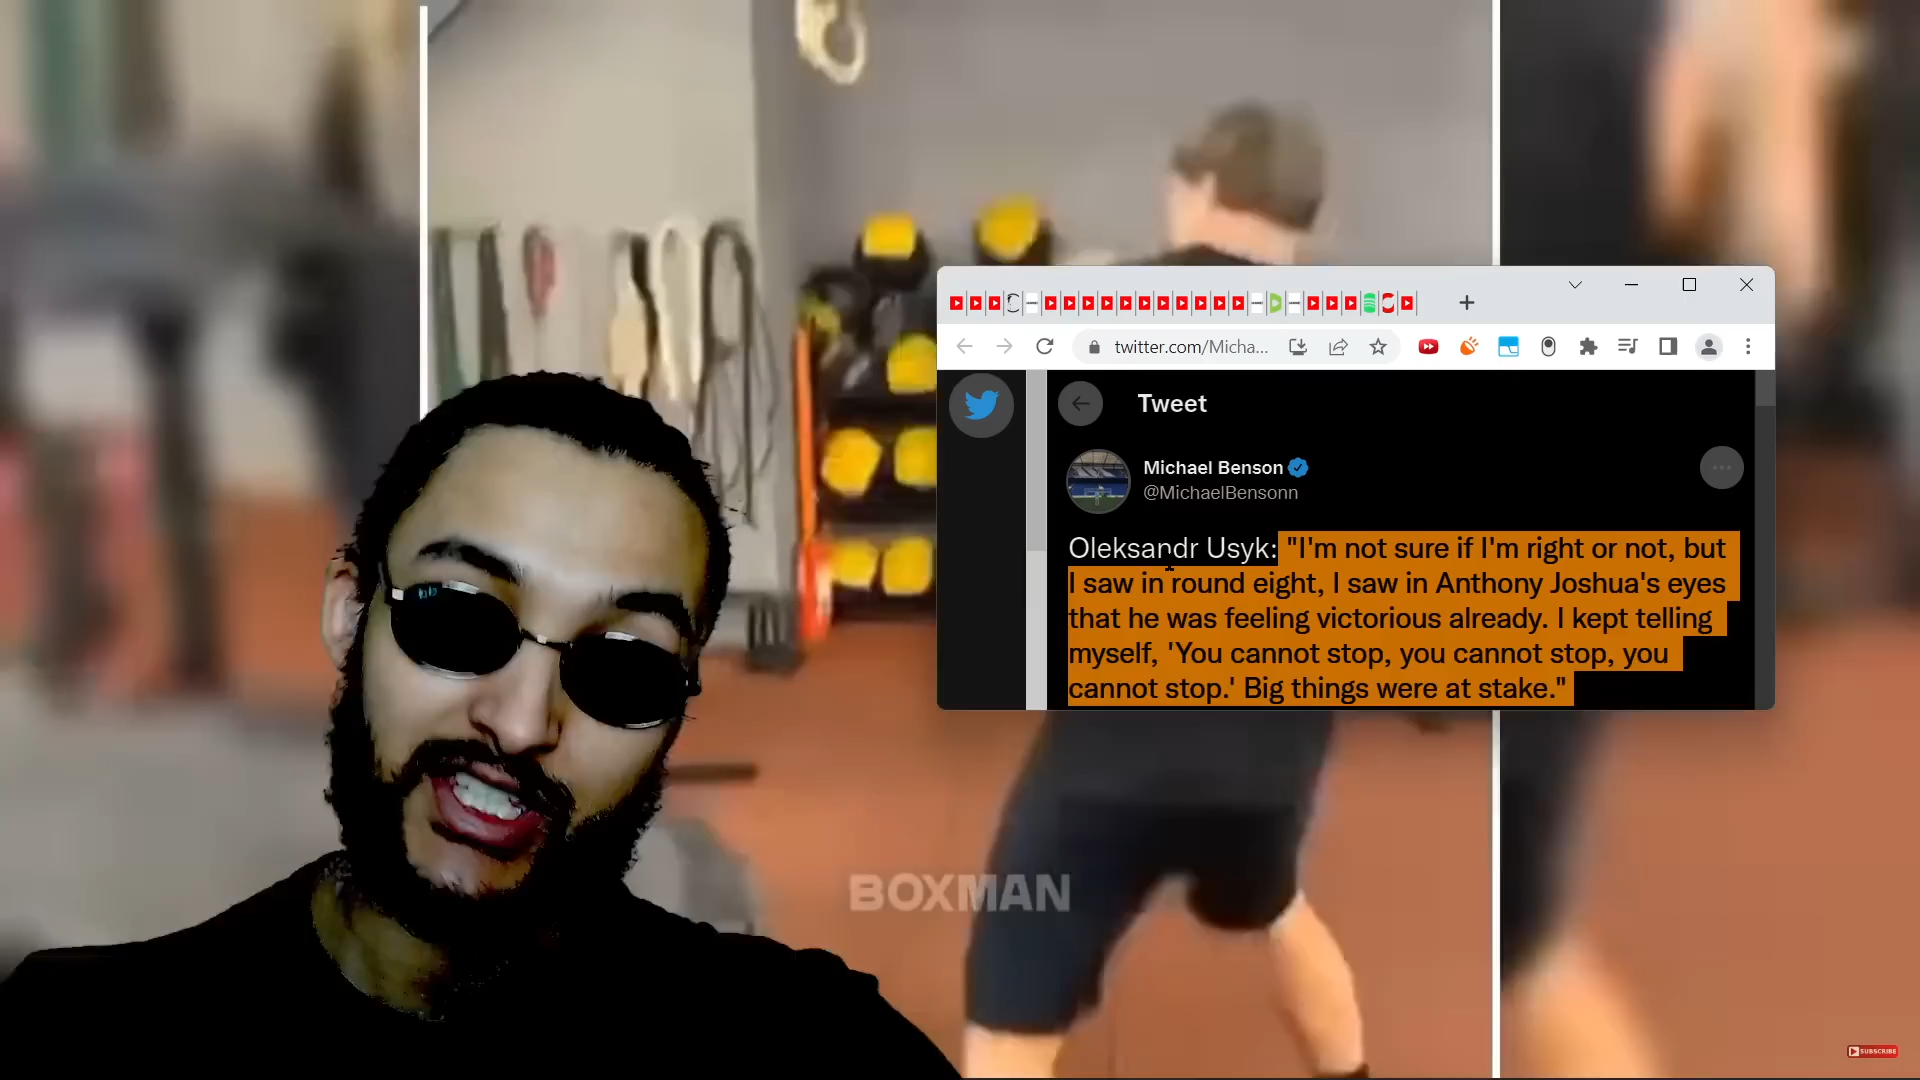 twitter.com/Micha...
Tweet
Michael Benson
@MichaelBensonn
Oleksandr Usyk: "I'm not sure if I'm right or not, but
I saw in round eight, I saw in Anthony Joshua's eyes
that he was feeling victorious already. I kept telling
myself, 'You cannot stop, you cannot stop, you
cannot stop.' Big things were at stake."
BOXMAN
SUBSCRIBE